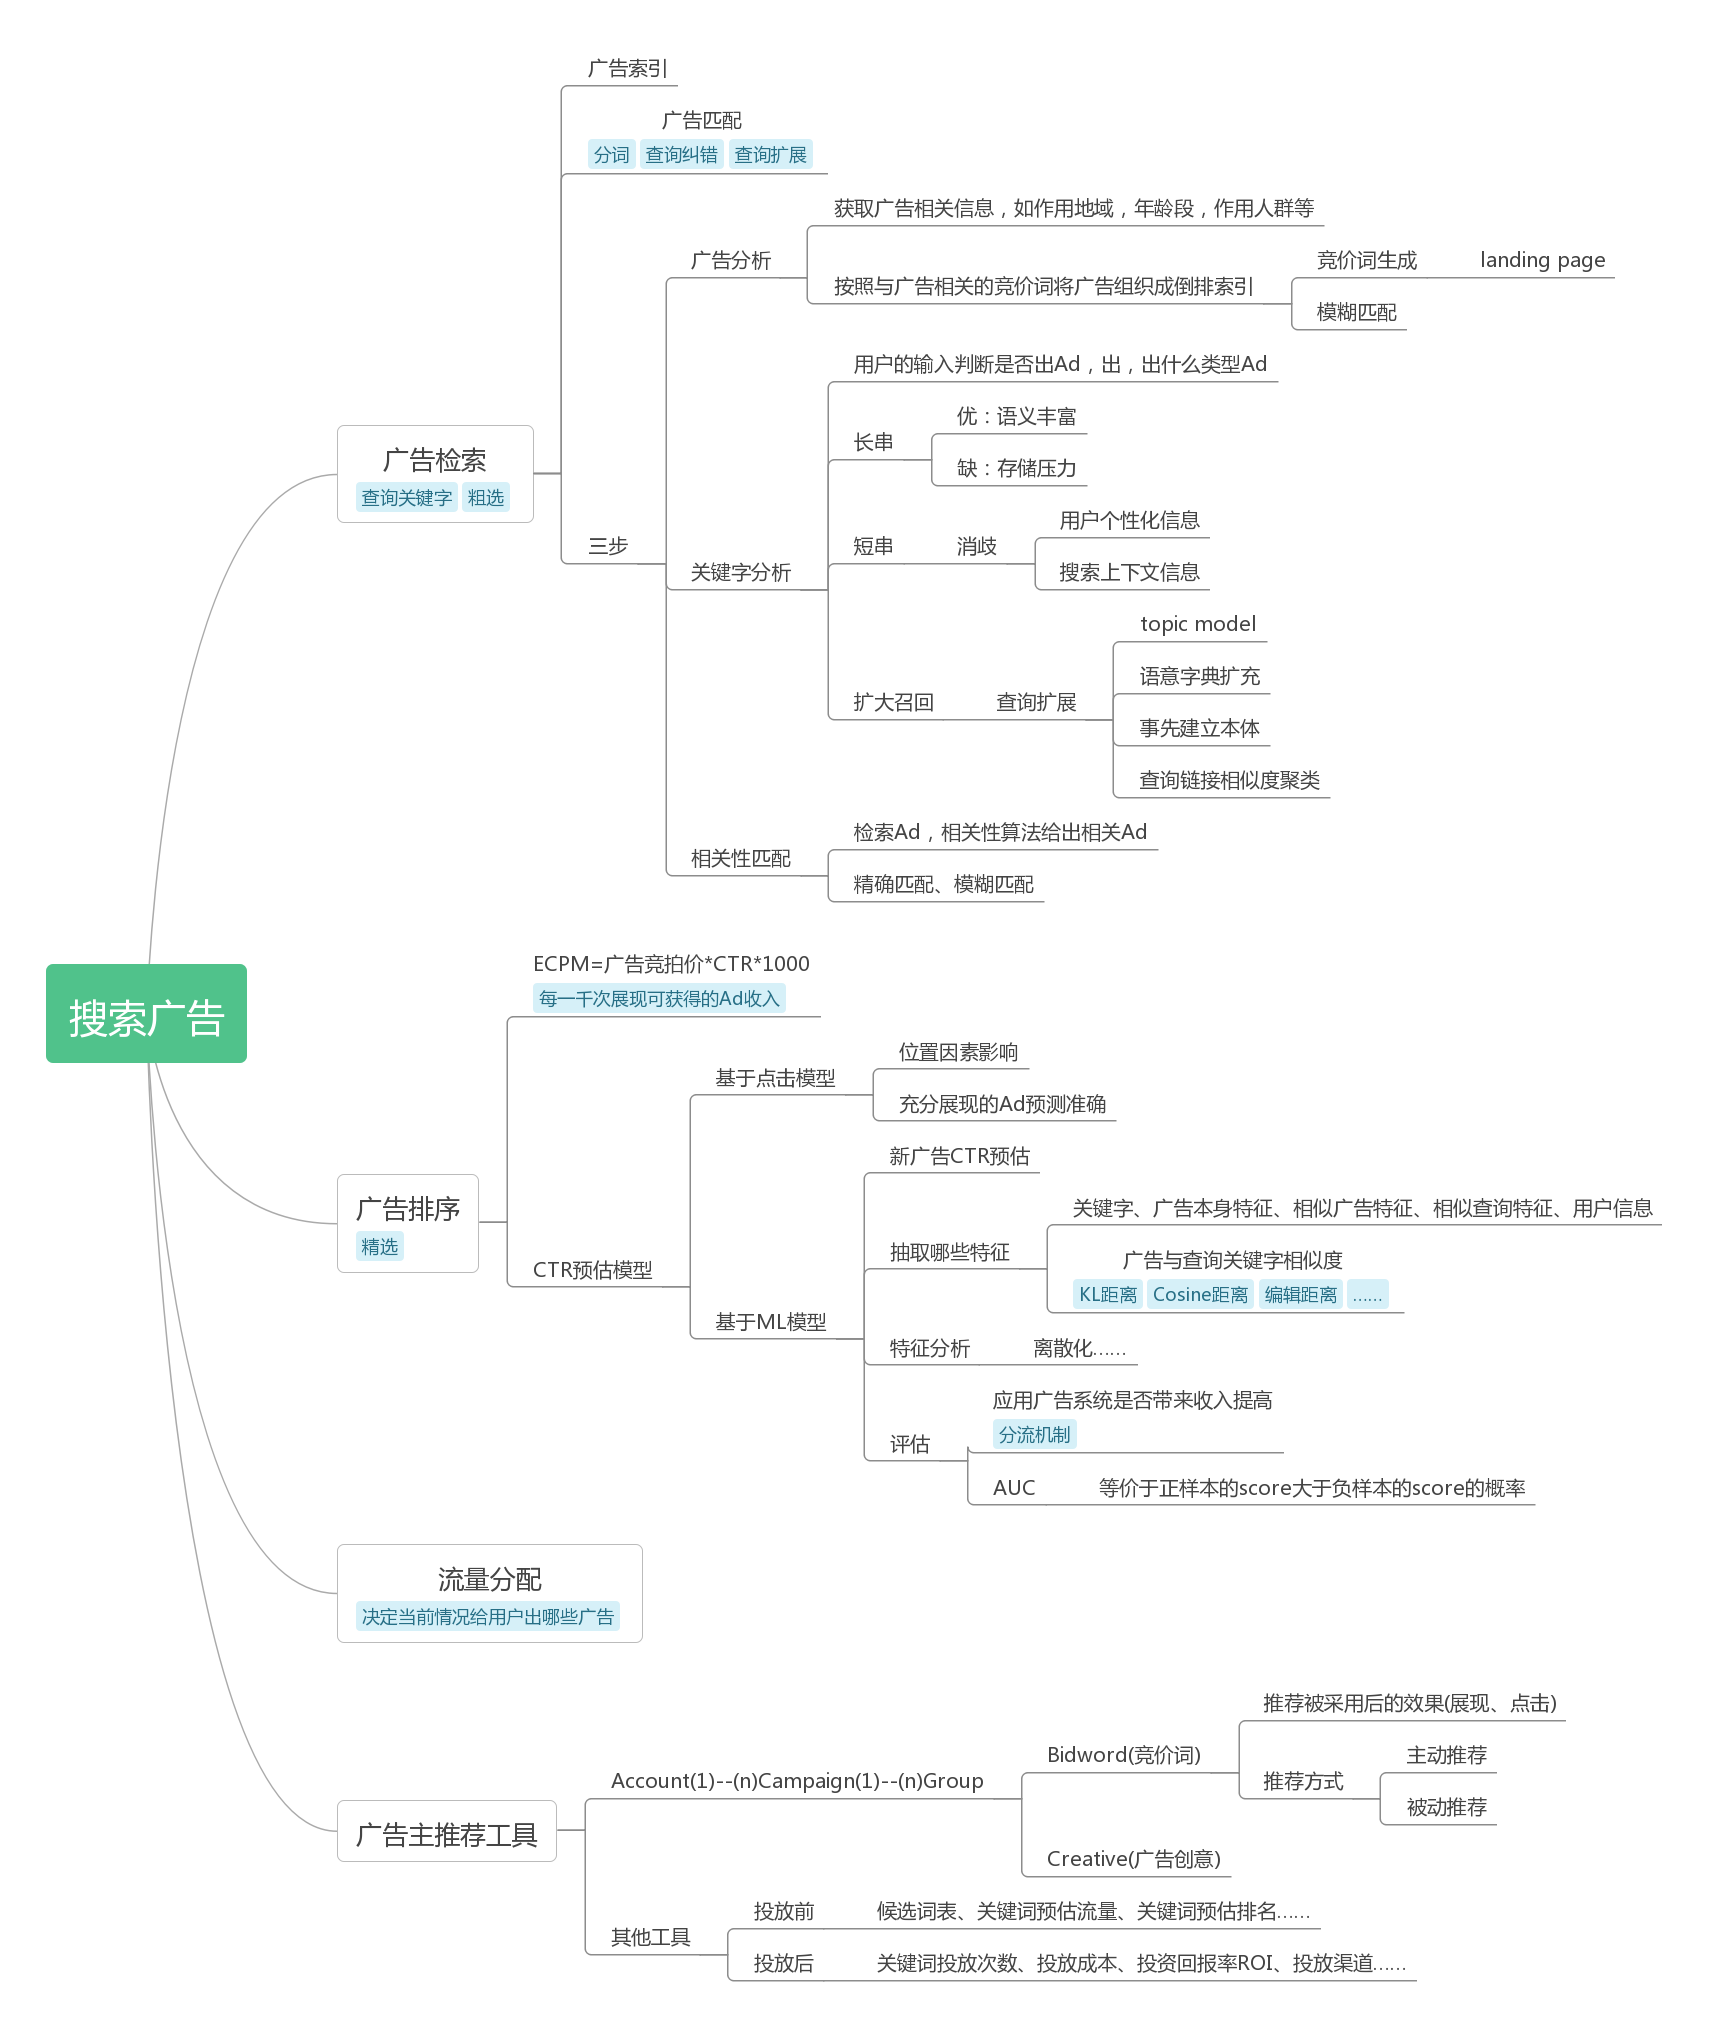 搜索广告
广告检索
查询关键字 粗选
广告索引
广告匹配
分词 查询纠错 查询扩展
三步
广告分析
获取广告相关信息，如作用地域，年龄段，作用人群等
按照与广告相关的竞价词将广告组织成倒排索引
竞价词生成
landing page
模糊匹配
关键字分析
用户的输入判断是否出Ad，出，出什么类型Ad
长串
优：语义丰富
缺：存储压力
短串
消歧
用户个性化信息
搜索上下文信息
扩大召回
查询扩展
topic model
语意字典扩充
事先建立本体
查询链接相似度聚类
相关性匹配
检索Ad，相关性算法给出相关Ad
精确匹配、模糊匹配
广告排序
精选
ECPM=广告竞拍价*CTR*1000
每一千次展现可获得的Ad收入
CTR预估模型
基于点击模型
位置因素影响
充分展现的Ad预测准确
基于ML模型
新广告CTR预估
抽取哪些特征
关键字、广告本身特征、相似广告特征、相似查询特征、用户信息
广告与查询关键字相似度
KL距离 Cosine距离 编辑距离 ……
特征分析
离散化……
评估
应用广告系统是否带来收入提高
分流机制
AUC
等价于正样本的score大于负样本的score的概率
流量分配
决定当前情况给用户出哪些广告
广告主推荐工具
Account(1)--(n)Campaign(1)--(n)Group
Bidword(竞价词)
推荐被采用后的效果(展现、点击)
推荐方式
主动推荐
被动推荐
Creative(广告创意)
其他工具
投放前
候选词表、关键词预估流量、关键词预估排名……
投放后
关键词投放次数、投放成本、投资回报率ROI、投放渠道……